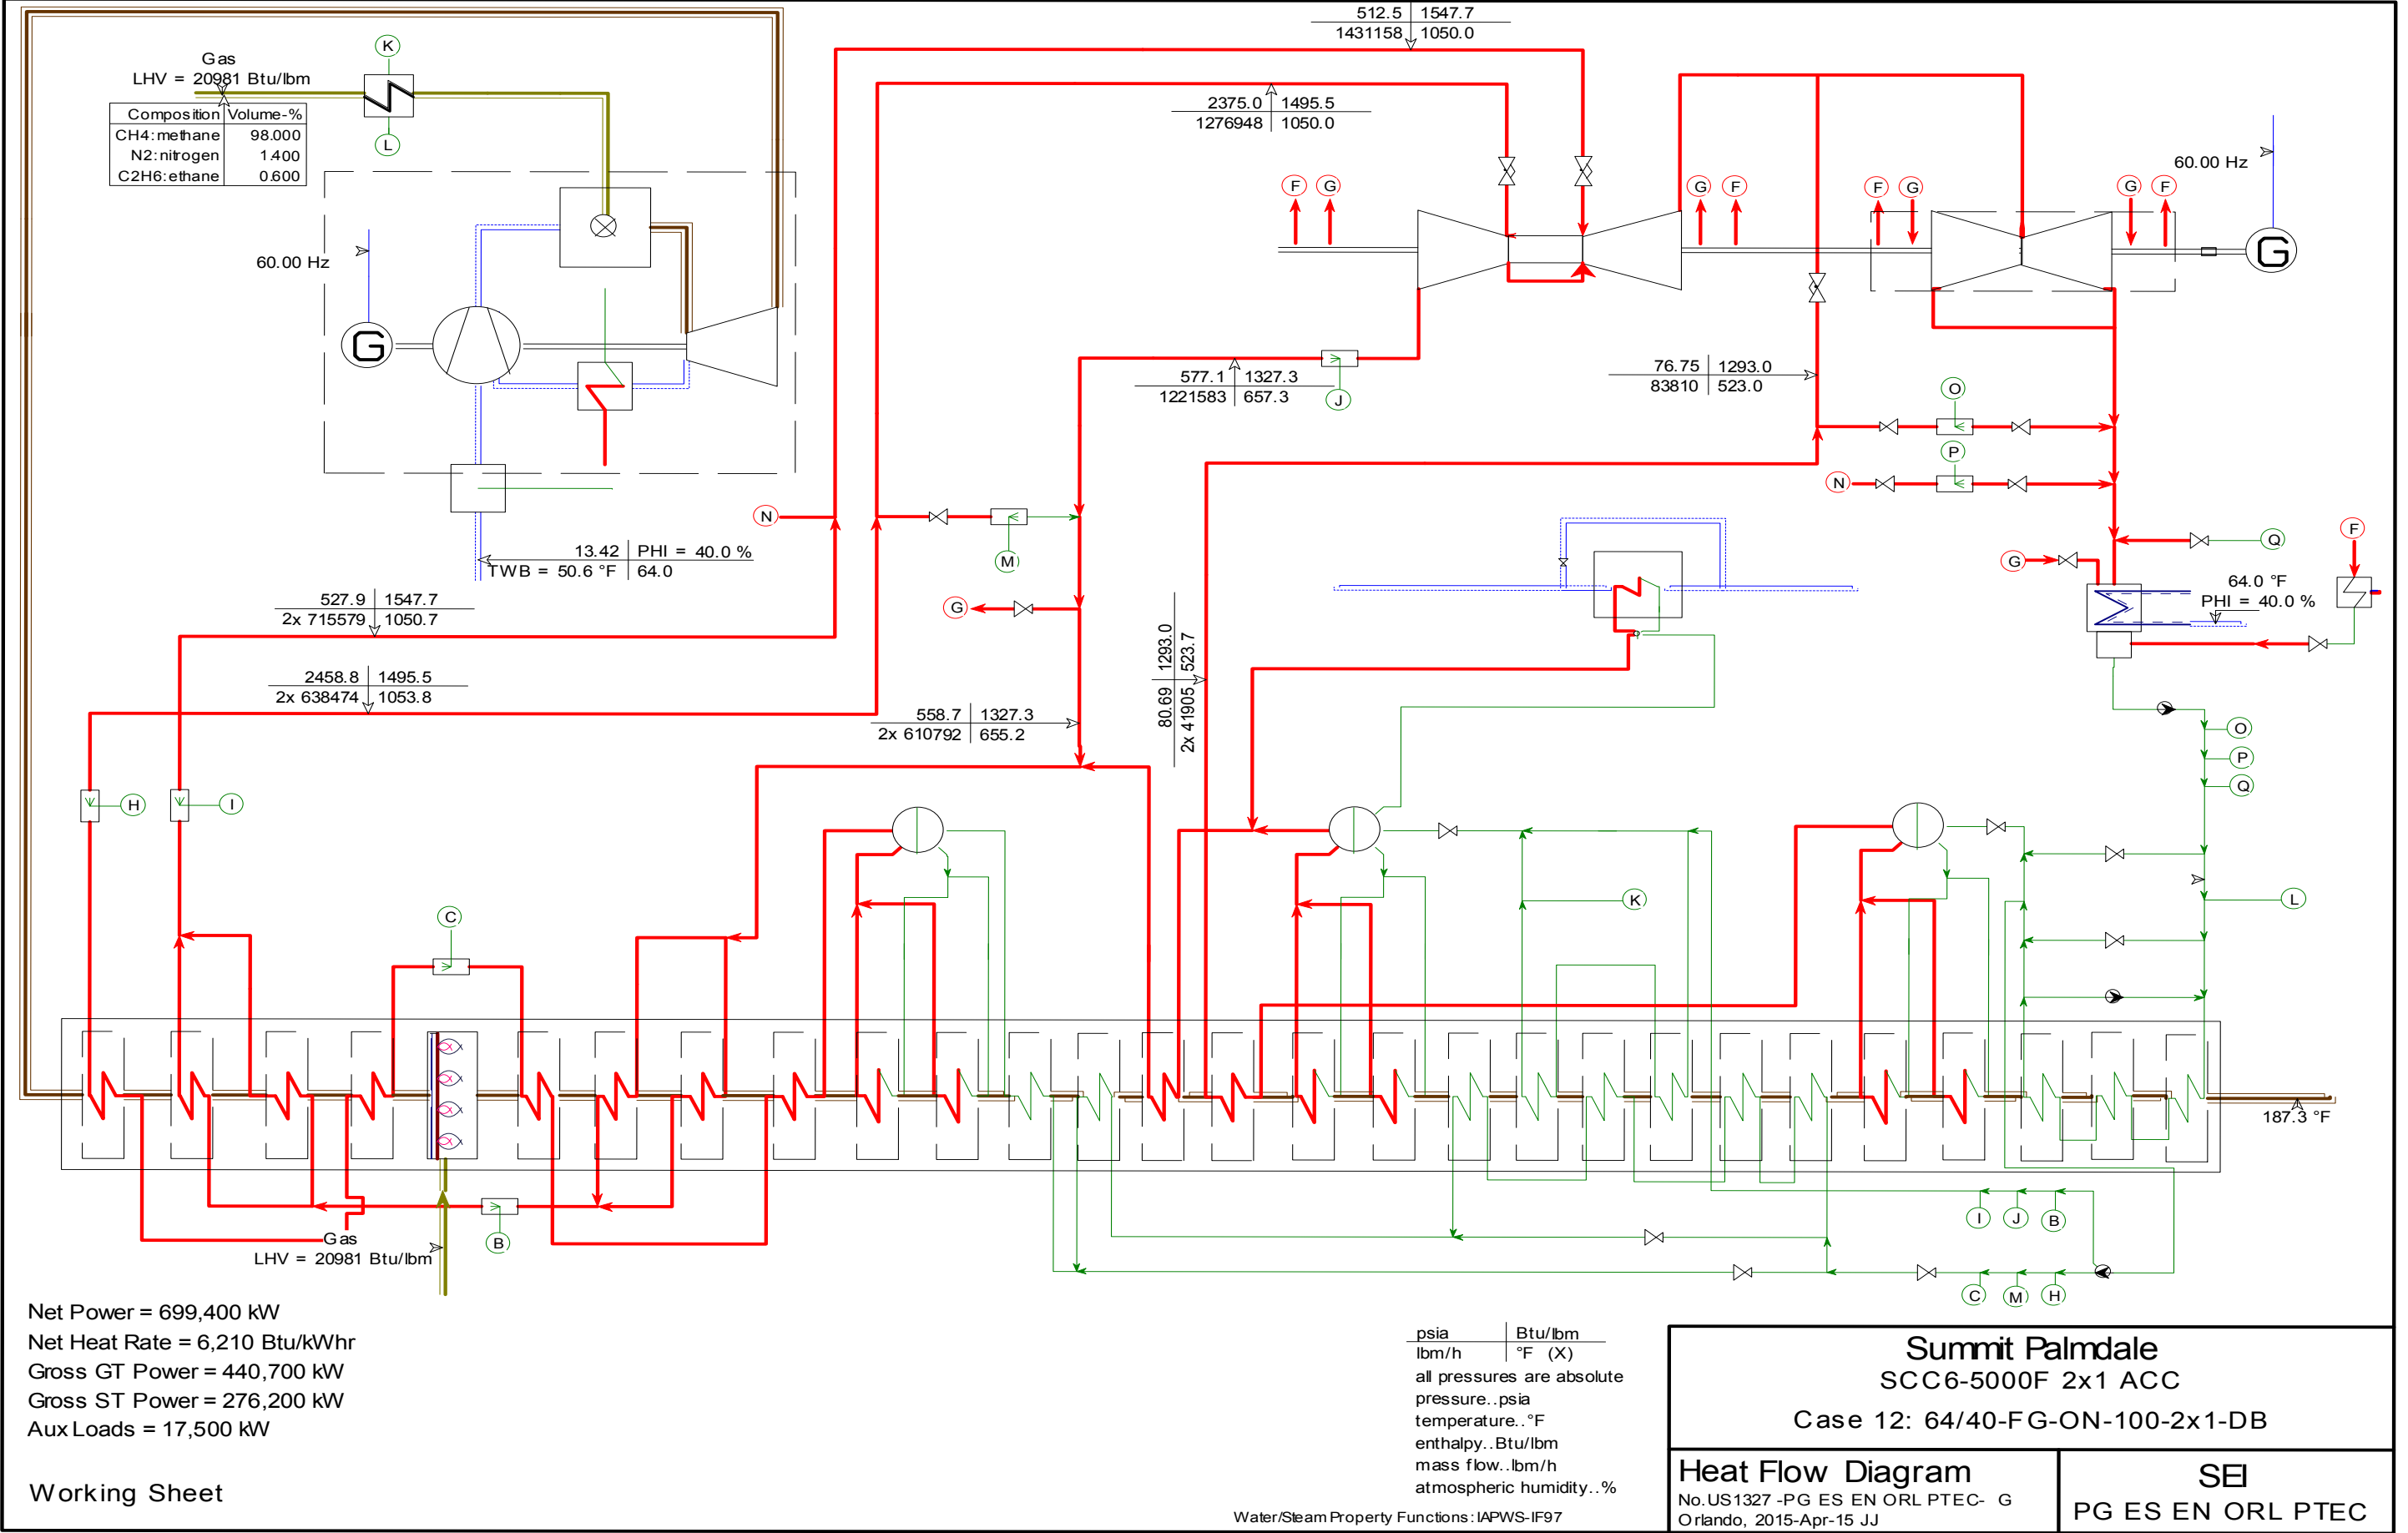 512.5 1547.7
1431158 1050.0
K
Gas
LHV = 20981 Btu/lbm
Composition Volume-%
CH4:methane 98.000
N2:nitrogen 1.400
C2H6:ethane 0.600
L
2375.0 1495.5
1276948 1050.0
60.00 Hz
F G G F F G G F
60.00 Hz
G
G
577.1 1327.3
1221583 657.3
J
76.75 1293.0
83810 523.0
O
P
N
N
13.42 PHI = 40.0 %
TWB = 50.6 °F 64.0
M
Q
F
G
64.0 °F
PHI = 40.0 %
527.9 1547.7
2x 715579 1050.7
G
80.69 1293.0
2x 41905 523.7
2458.8 1495.5
2x 638474 1053.8
558.7 1327.3
2x 610792 655.2
O
P
Q
H
I
C
K
L
187.3 °F
B
Gas
LHV = 20981 Btu/lbm
I J B
C M H
Net Power = 699,400 kW
Net Heat Rate = 6,210 Btu/kWhr
Gross GT Power = 440,700 kW
Gross ST Power = 276,200 kW
Aux Loads = 17,500 kW
Working Sheet
psia Btu/lbm
lbm/h °F (X)
all pressures are absolute
pressure..psia
temperature..°F
enthalpy..Btu/lbm
mass flow..lbm/h
atmospheric humidity..%
Water/Steam Property Functions: IAPWS-IF97
Summit Palmdale
SCC6-5000F 2x1 ACC
Case 12: 64/40-FG-ON-100-2x1-DB
Heat Flow Diagram
No.US1327 -PG ES EN ORL PTEC- G
Orlando, 2015-Apr-15 JJ
SEI
PG ES EN ORL PTEC